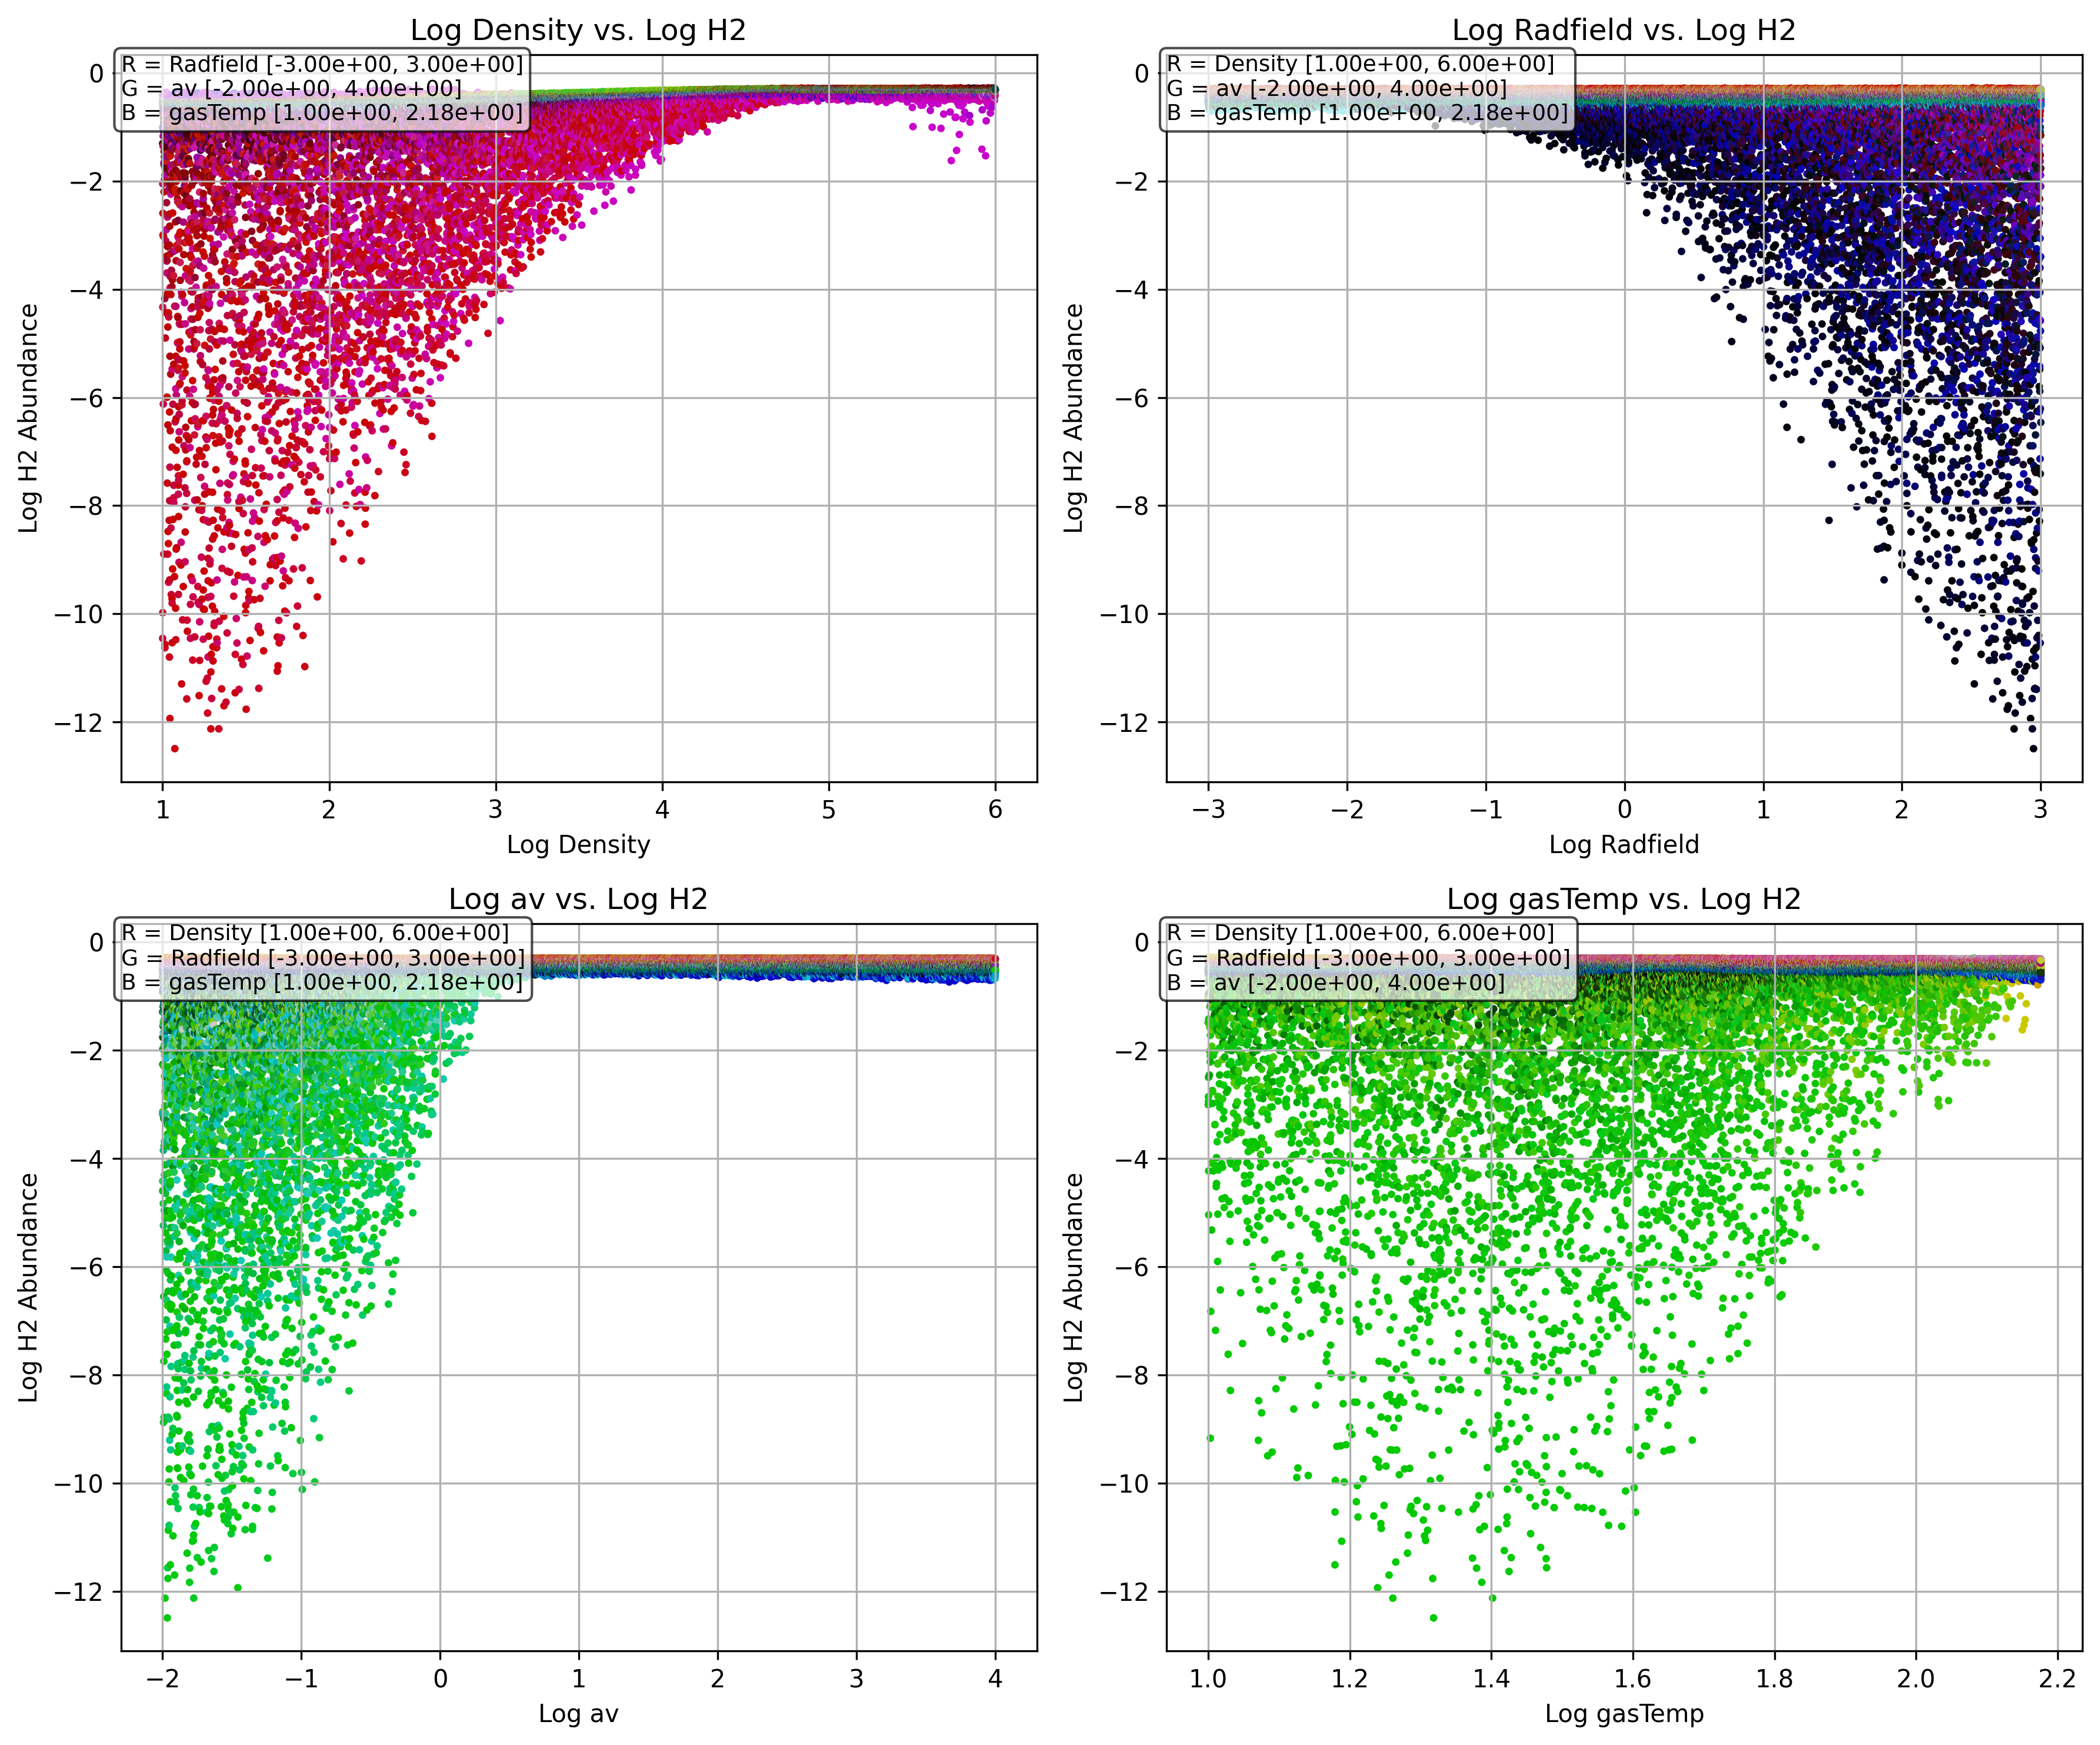 Log Density vs. Log H2
R = Radfield [-3.00e+00, 3.00e+00]
G = av [-2.00e+00, 4.00e+00]
B = gasTemp [1.00e+00, 2.18e+00]
0
−2
−4
−6
−8
−10
−12
Log H2 Abundance
1 2 3 4 5 6
Log Density
Log Radfield vs. Log H2
R = Density [1.00e+00, 6.00e+00]
G = av [-2.00e+00, 4.00e+00]
B = gasTemp [1.00e+00, 2.18e+00]
0
−2
−4
−6
−8
−10
−12
Log H2 Abundance
−3 −2 −1 0 1 2 3
Log Radfield
Log av vs. Log H2
R = Density [1.00e+00, 6.00e+00]
G = Radfield [-3.00e+00, 3.00e+00]
B = gasTemp [1.00e+00, 2.18e+00]
0
−2
−4
−6
−8
−10
−12
Log H2 Abundance
−2 −1 0 1 2 3 4
Log av
Log gasTemp vs. Log H2
R = Density [1.00e+00, 6.00e+00]
G = Radfield [-3.00e+00, 3.00e+00]
B = av [-2.00e+00, 4.00e+00]
0
−2
−4
−6
−8
−10
−12
Log H2 Abundance
1.0 1.2 1.4 1.6 1.8 2.0 2.2
Log gasTemp